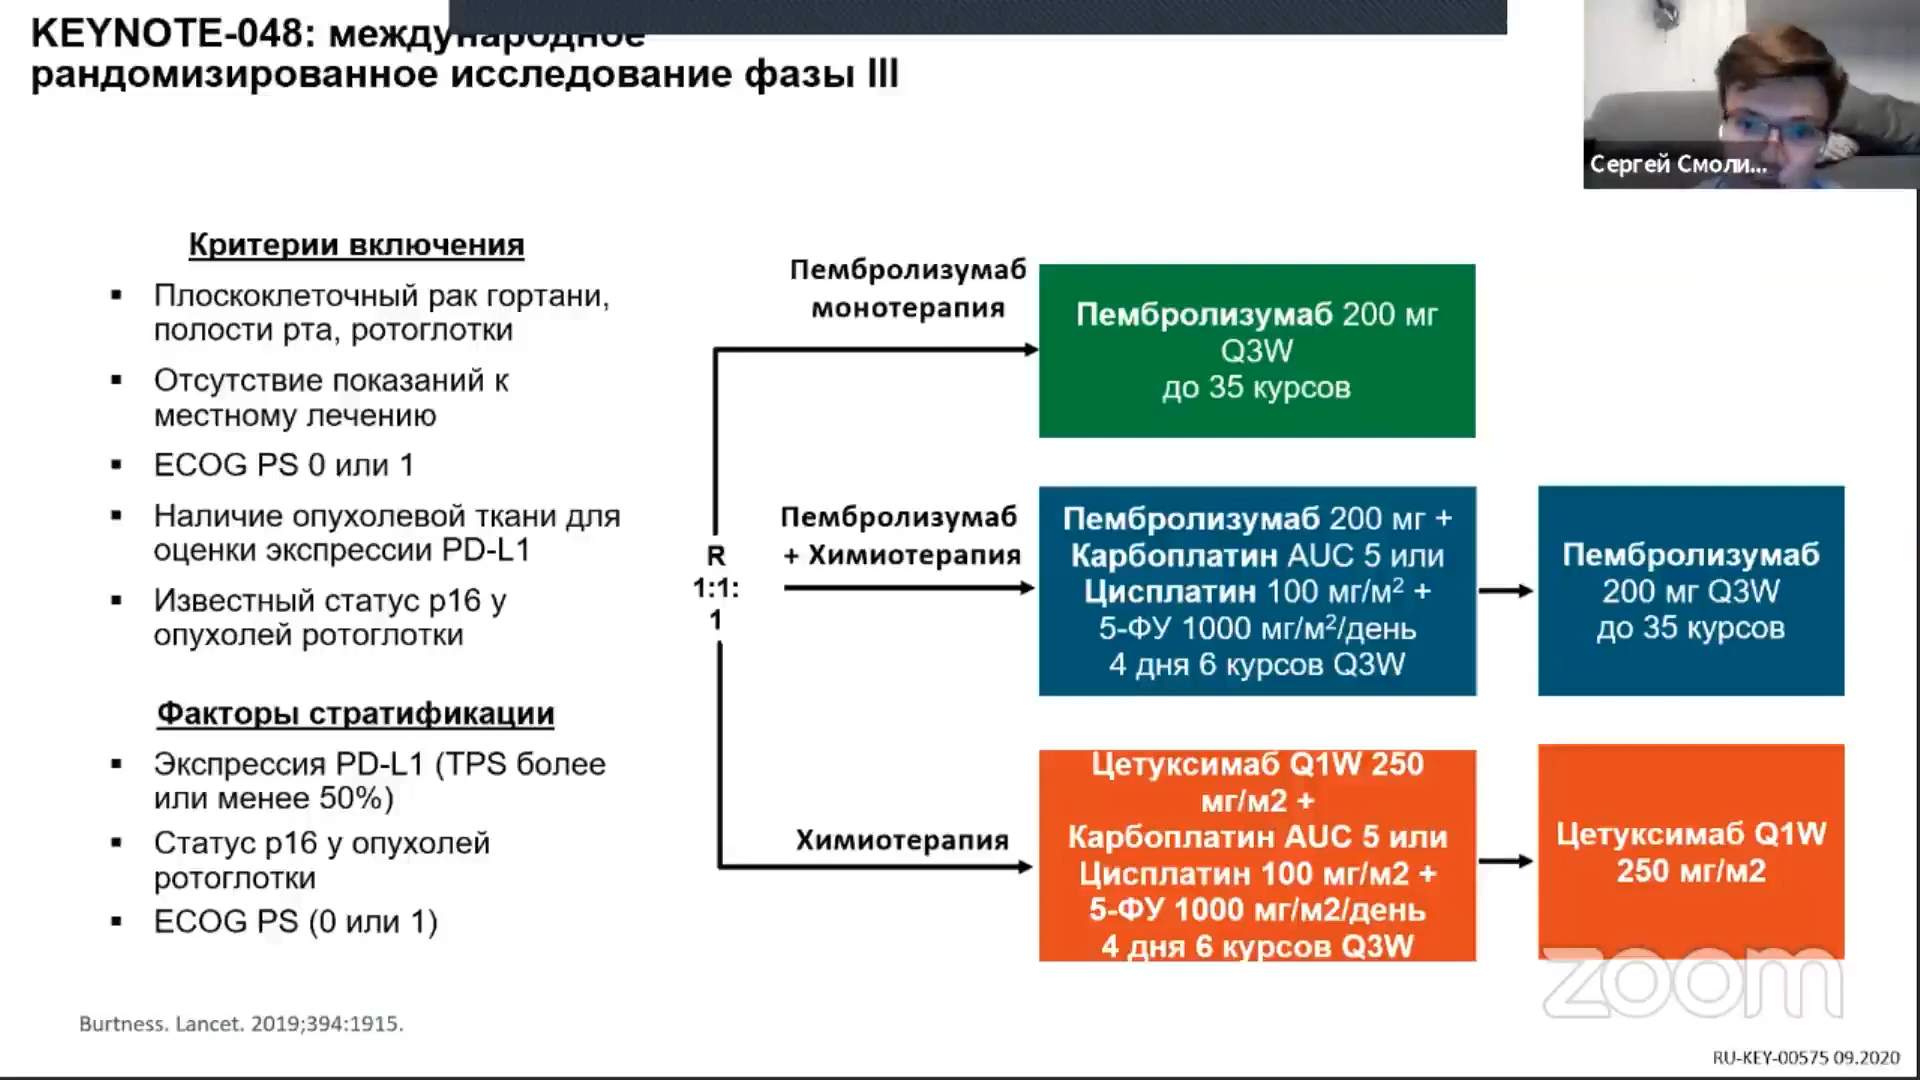 KEYNOTE-048: международное
рандомизированное исследование фазы III
Сергей Смоли...
Критерии включения
▪ Плоскоклеточный рак гортани,
полости рта, ротоглотки
▪ Отсутствие показаний к
местному лечению
▪ ECOG PS 0 или 1
▪ Наличие опухолевой ткани для
оценки экспрессии PD-L1
▪ Известный статус p16 у
опухолей ротоглотки
Факторы стратификации
▪ Экспрессия PD-L1 (TPS более
или менее 50%)
▪ Статус p16 у опухолей
ротоглотки
▪ ECOG PS (0 или 1)
R
1:1:
1
Пембролизумаб
монотерапия
Пембролизумаб 200 мг
Q3W
до 35 курсов
Пембролизумаб
+ Химиотерапия
Пембролизумаб 200 мг +
Карбоплатин AUC 5 или
Цисплатин 100 мг/м² +
5-ФУ 1000 мг/м²/день
4 дня 6 курсов Q3W
Пембролизумаб
200 мг Q3W
до 35 курсов
Химиотерапия
Цетуксимаб Q1W 250
мг/м2 +
Карбоплатин AUC 5 или
Цисплатин 100 мг/м2 +
5-ФУ 1000 мг/м2/день
4 дня 6 курсов Q3W
Цетуксимаб Q1W
250 мг/м2
zoom
Burtness. Lancet. 2019;394:1915.
RU-KEY-00575 09.2020